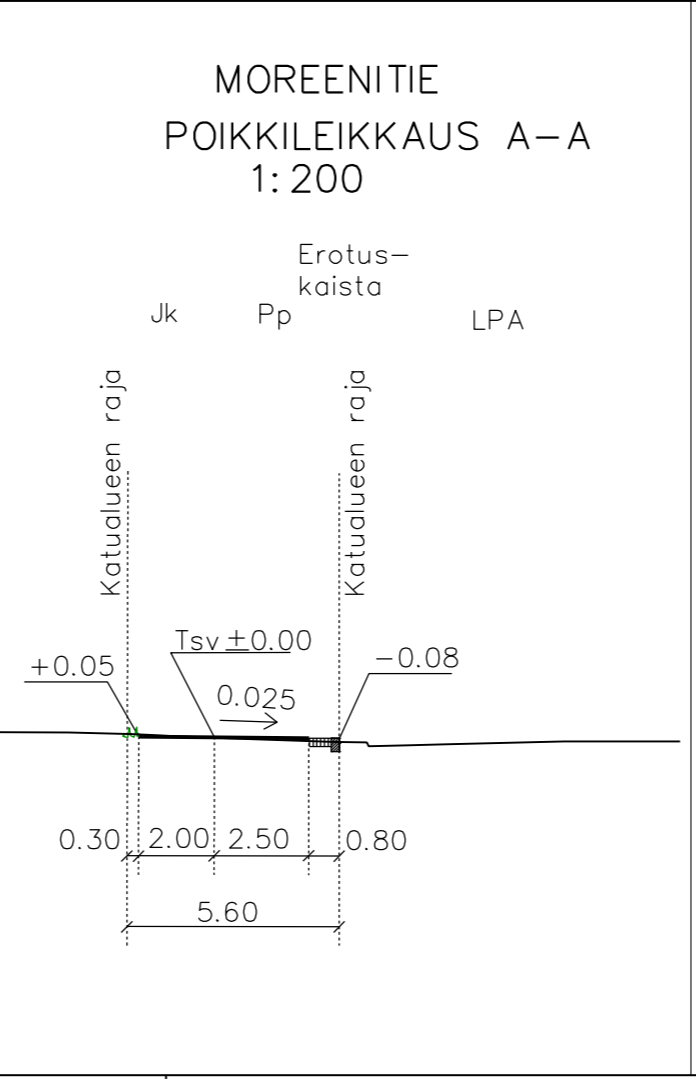 MOREENITIE
POIKKILEIKKAUS A-A
1:200
Erotus-
kaista
Jk
Pp
LPA
Katualueen raja
Katualueen raja
Tsv ±0.00
+0.05
-0.08
0.025
0.30
2.00
2.50
0.80
5.60